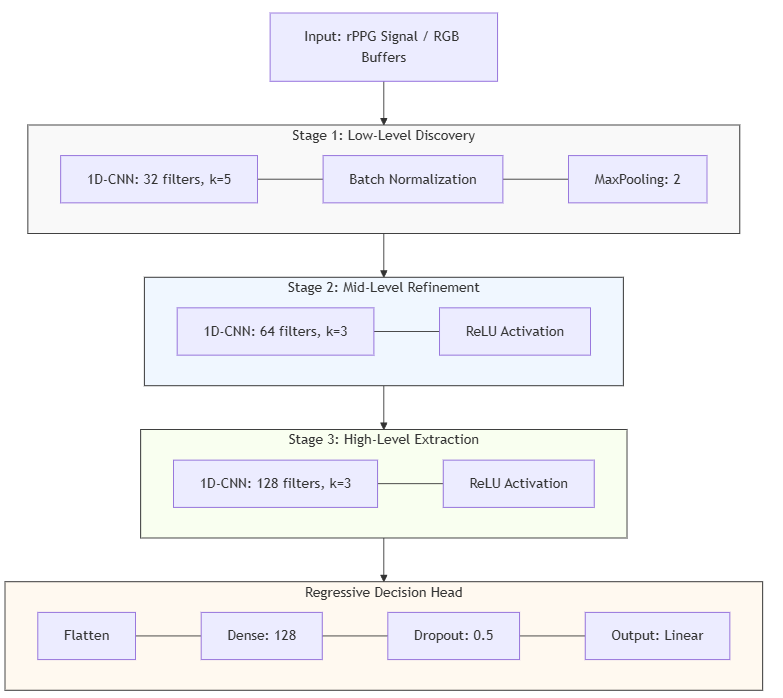 Input: rPPG Signal / RGB
Buffers
Stage 1: Low-Level Discovery
1D-CNN: 32 filters, k=5
Batch Normalization
MaxPooling: 2
Stage 2: Mid-Level Refinement
1D-CNN: 64 filters, k=3
ReLU Activation
Stage 3: High-Level Extraction
1D-CNN: 128 filters, k=3
ReLU Activation
Regressive Decision Head
Flatten
Dense: 128
Dropout: 0.5
Output: Linear